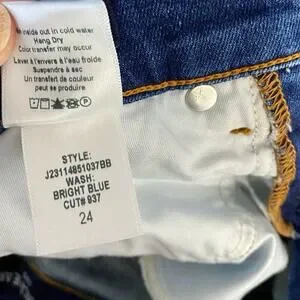 inside out in cold water
Hang Dry
Color transfer may occur
Laver à l'envers à l'eau froide
Suspendre à sec
Un transfert de couleur
peut se produire
STYLE:
J23114851037BB
WASH:
BRIGHT BLUE
CUT# 937
24